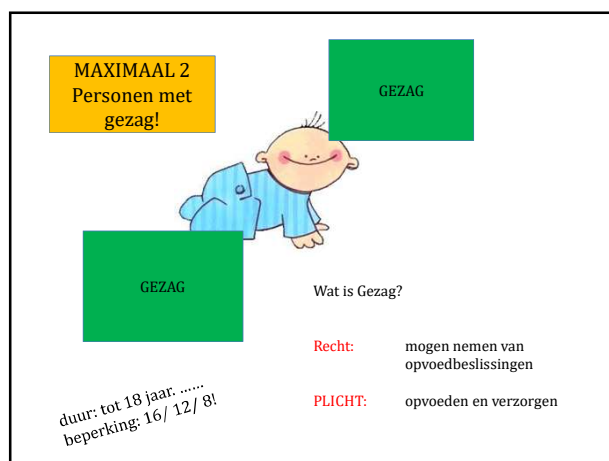 MAXIMAAL 2
Personen met
gezag!
GEZAG
GEZAG
Wat is Gezag?
Recht: mogen nemen van
opvoedbeslissingen
PLICHT: opvoeden en verzorgen
duur: tot 18 jaar. ......
beperking: 16/ 12/ 8!